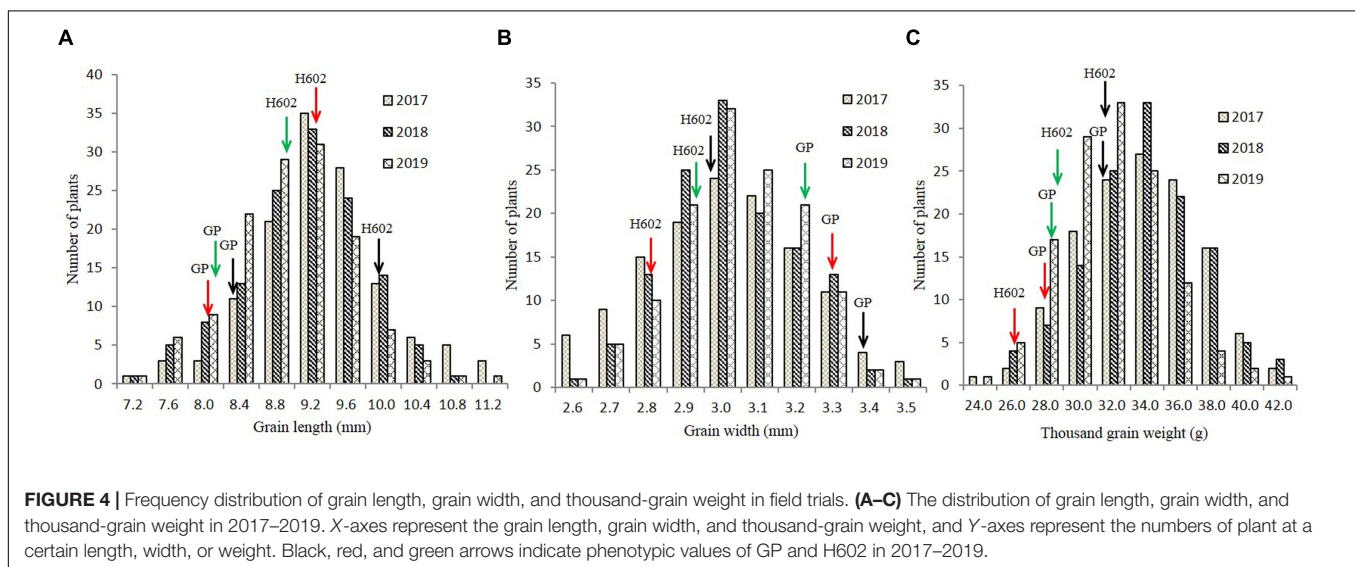 A
B
C
40
35
30
25
20
15
10
5
0
Number of plants
H602
H602
GP
GP
GP
H602
2017
2018
2019
7.2 7.6 8.0 8.4 8.8 9.2 9.6 10.0 10.4 10.8 11.2
Grain length (mm)
35
30
25
20
15
10
5
0
Number of plants
H602
H602
H602
GP
GP
GP
2017
2018
2019
2.6 2.7 2.8 2.9 3.0 3.1 3.2 3.3 3.4 3.5
Grain width (mm)
35
30
25
20
15
10
5
0
Number of plants
H602
GP
H602
GP
GP
H602
2017
2018
2019
24.0 26.0 28.0 30.0 32.0 34.0 36.0 38.0 40.0 42.0
Thousand grain weight (g)
FIGURE 4 | Frequency distribution of grain length, grain width, and thousand-grain weight in field trials. (A–C) The distribution of grain length, grain width, and
thousand-grain weight in 2017–2019. X-axes represent the grain length, grain width, and thousand-grain weight, and Y-axes represent the numbers of plant at a
certain length, width, or weight. Black, red, and green arrows indicate phenotypic values of GP and H602 in 2017–2019.